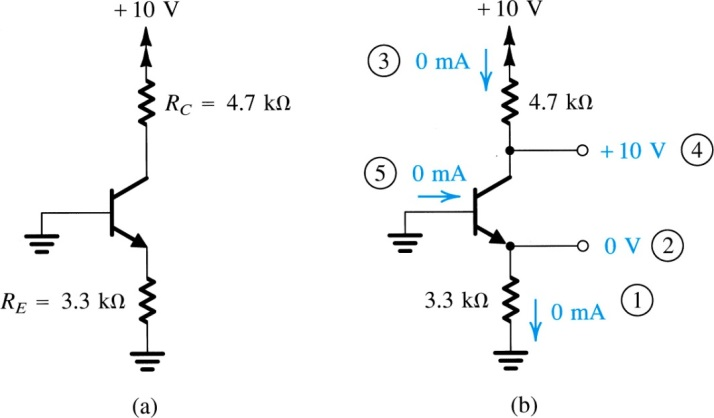 +10 V
R_C = 4.7 kΩ
R_E = 3.3 kΩ
(a)
+10 V
③ 0 mA
4.7 kΩ
+10 V ④
⑤ 0 mA
0 V ②
3.3 kΩ
0 mA ①
(b)